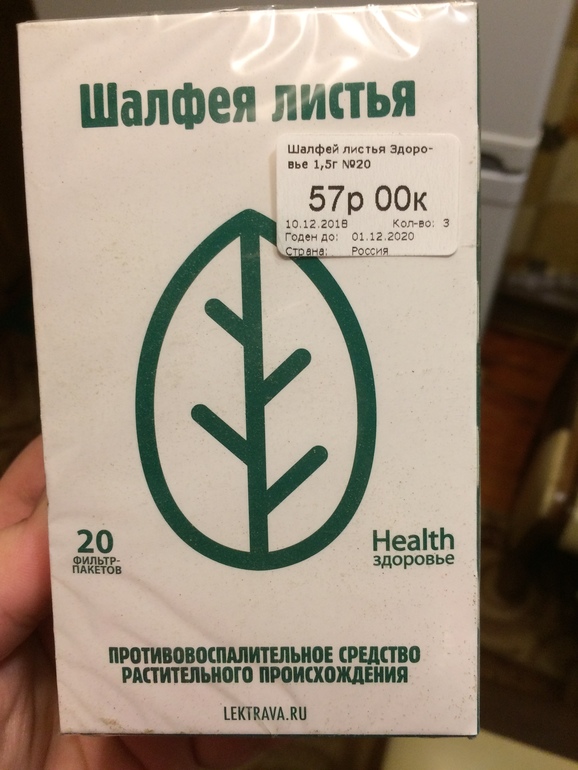 Шалфея листья
Шалфей листья Здоро-
вье 1,5г №20
57р 00к
10.12.2018 Кол-во: 3
Годен до: 01.12.2020
Страна: Россия
20
ФИЛЬТР-
ПАКЕТОВ
Health
здоровье
ПРОТИВОВОСПАЛИТЕЛЬНОЕ СРЕДСТВО
РАСТИТЕЛЬНОГО ПРОИСХОЖДЕНИЯ
LEKTRAVA.RU